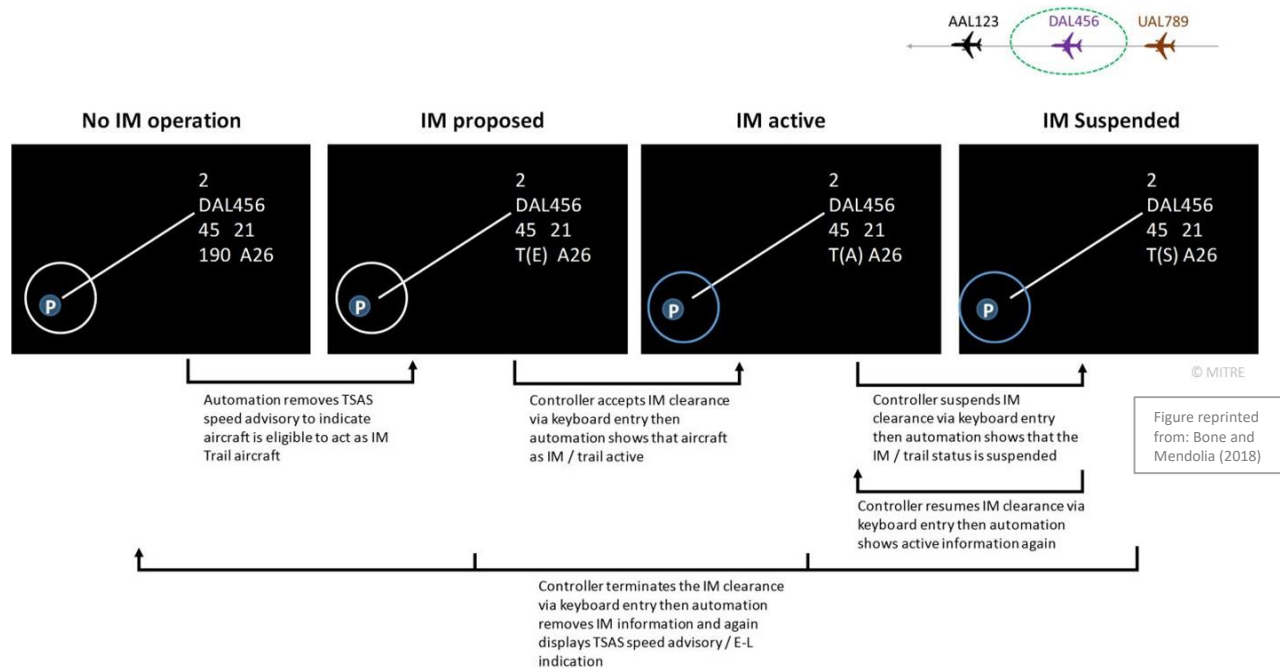 AAL123
DAL456
UAL789
No IM operation
IM proposed
IM active
IM Suspended
2
DAL456
45 21
190 A26
P
2
DAL456
45 21
T(E) A26
P
2
DAL456
45 21
T(A) A26
P
2
DAL456
45 21
T(S) A26
P
© MITRE
Automation removes TSAS
speed advisory to indicate
aircraft is eligible to act as IM
Trail aircraft
Controller accepts IM clearance
via keyboard entry then
automation shows that aircraft
as IM / trail active
Controller suspends IM
clearance via keyboard entry
then automation shows that the
IM / trail status is suspended
Figure reprinted
from: Bone and
Mendolia (2018)
Controller resumes IM clearance via
keyboard entry then automation
shows active information again
Controller terminates the IM clearance
via keyboard entry then automation
removes IM information and again
displays TSAS speed advisory / E-L
indication